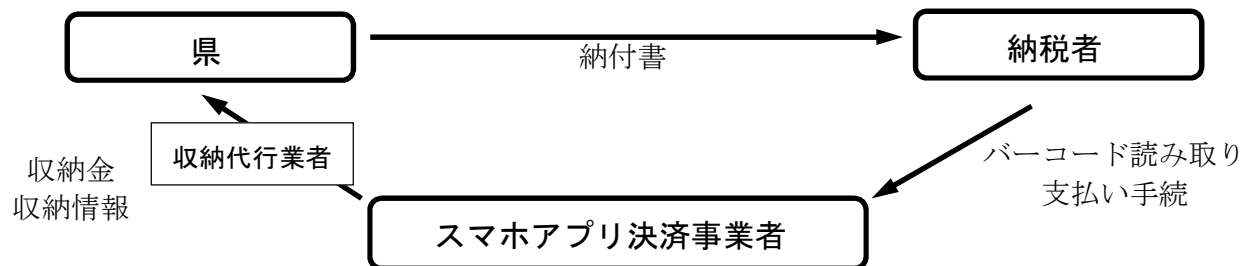 県
納付書
納税者
収納代行業者
収納金
収納情報
バーコード読み取り
支払い手続
スマホアプリ決済事業者